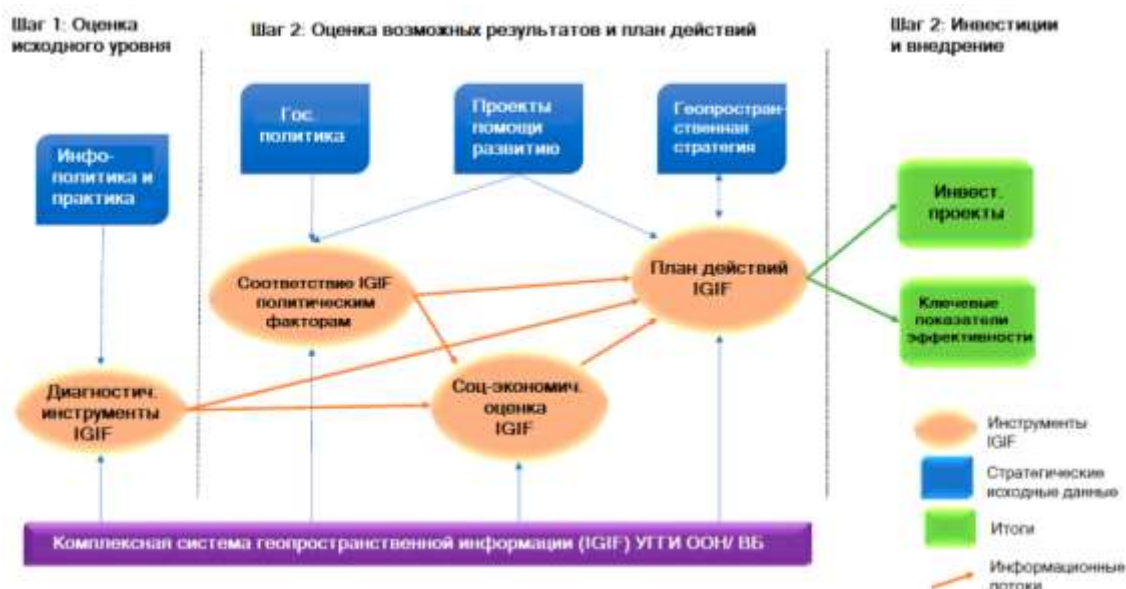 Шаг 1: Оценка
исходного уровня
Шаг 2: Оценка возможных результатов и план действий
Шаг 2: Инвестиции
и внедрение
Гос.
политика
Проекты
помощи
развитию
Геопростран-
ственная
стратегия
Инфо-
политика и
практика
Инвест.
проекты
План действий
IGIF
Соответствие IGIF
политическим
факторам
Ключевые
показатели
эффективности
Диагностич.
инструменты
IGIF
Соц-экономич.
оценка
IGIF
Инструменты
IGIF
Стратегические
исходные данные
Итоги
Комплексная система геопространственной информации (IGIF) УГГИ ООН/ ВБ
Информационные
потоки